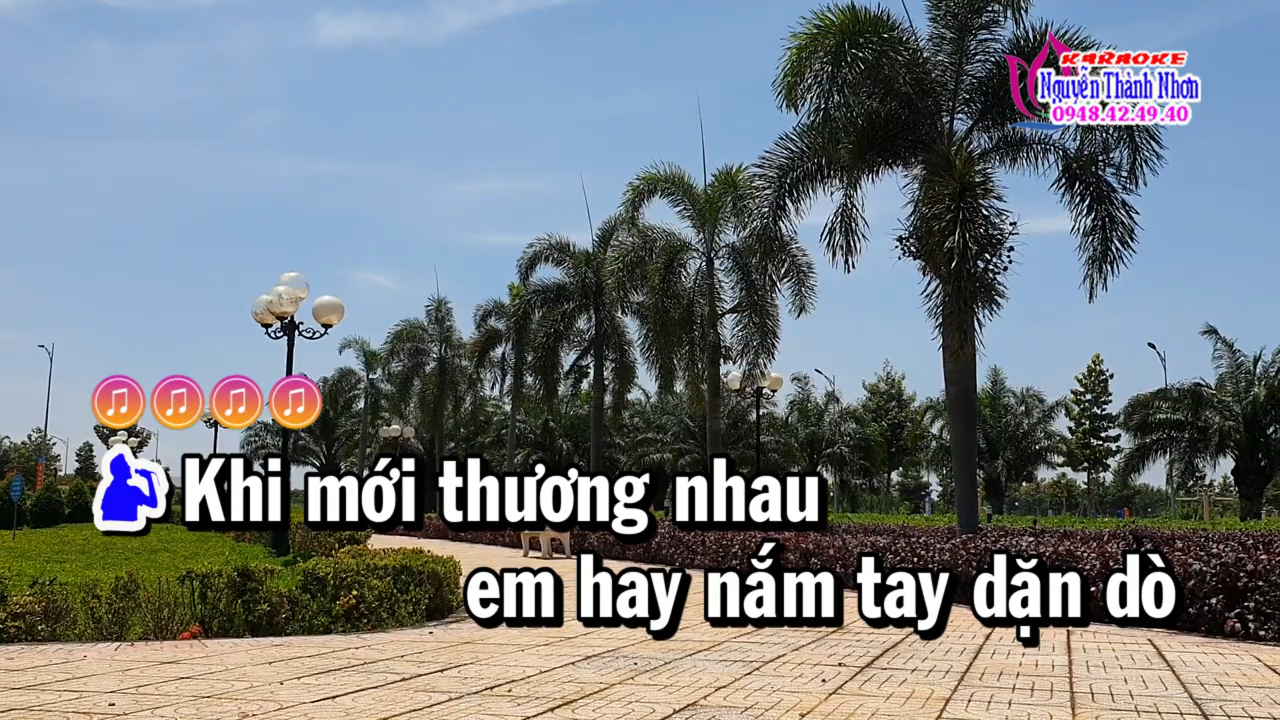 KARAOKE
Nguyễn Thành Nhơn
0948.42.49.40
Khi mới thương nhau
em hay nắm tay dặn dò